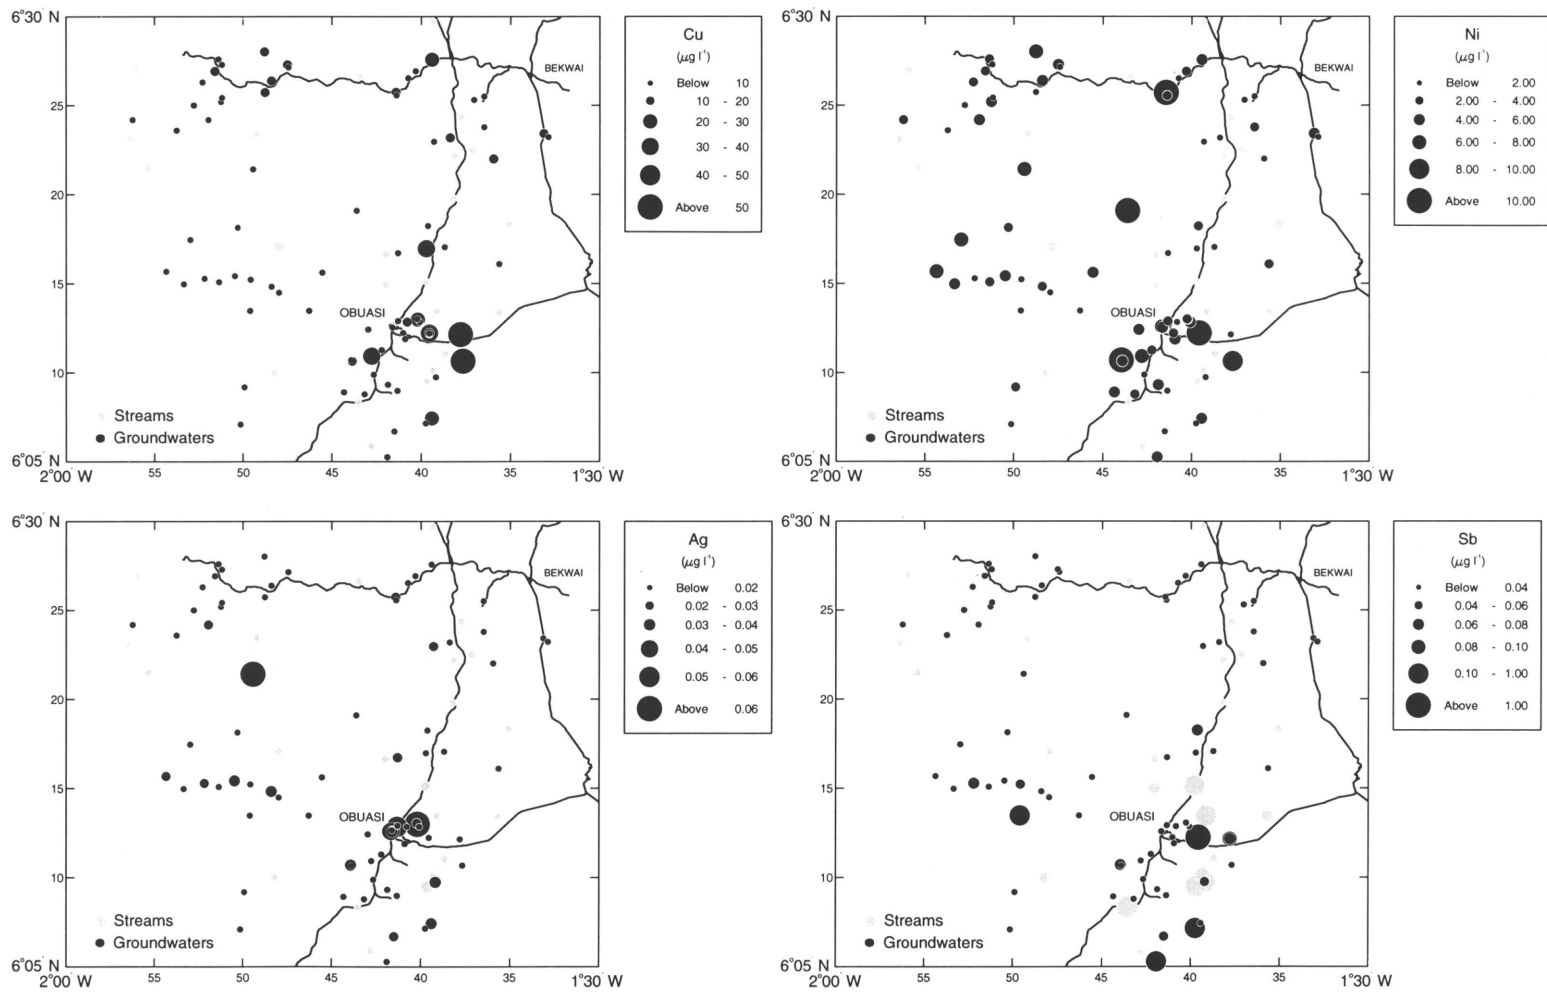 6°30' N
25
20
15
10
6°05' N
2°00' W
55
50
45
40
35
1°30' W
BEKWAI
OBUASI
Streams
Groundwaters
Cu
(μg l⁻¹)
Below 10
10 - 20
20 - 30
30 - 40
40 - 50
Above 50
6°30' N
25
20
15
10
6°05' N
2°00' W
55
50
45
40
35
1°30' W
BEKWAI
OBUASI
Streams
Groundwaters
Ni
(μg l⁻¹)
Below 2.00
2.00 - 4.00
4.00 - 6.00
6.00 - 8.00
8.00 - 10.00
Above 10.00
6°30' N
25
20
15
10
6°05' N
2°00' W
55
50
45
40
35
1°30' W
BEKWAI
OBUASI
Streams
Groundwaters
Ag
(μg l⁻¹)
Below 0.02
0.02 - 0.03
0.03 - 0.04
0.04 - 0.05
0.05 - 0.06
Above 0.06
6°30' N
25
20
15
10
6°05' N
2°00' W
55
50
45
40
35
1°30' W
BEKWAI
OBUASI
Streams
Groundwaters
Sb
(μg l⁻¹)
Below 0.04
0.04 - 0.06
0.06 - 0.08
0.08 - 0.10
0.10 - 1.00
Above 1.00